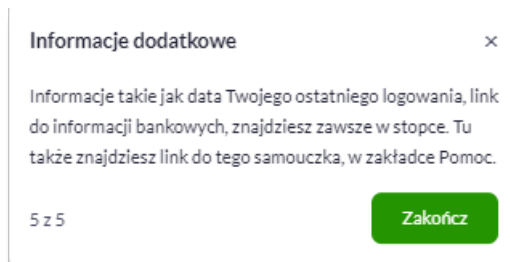 Informacje dodatkowe ×
Informacje takie jak data Twojego ostatniego logowania, link
do informacji bankowych, znajdziesz zawsze w stopce. Tu
także znajdziesz link do tego samouczka, w zakładce Pomoc.
5 z 5 Zakończ